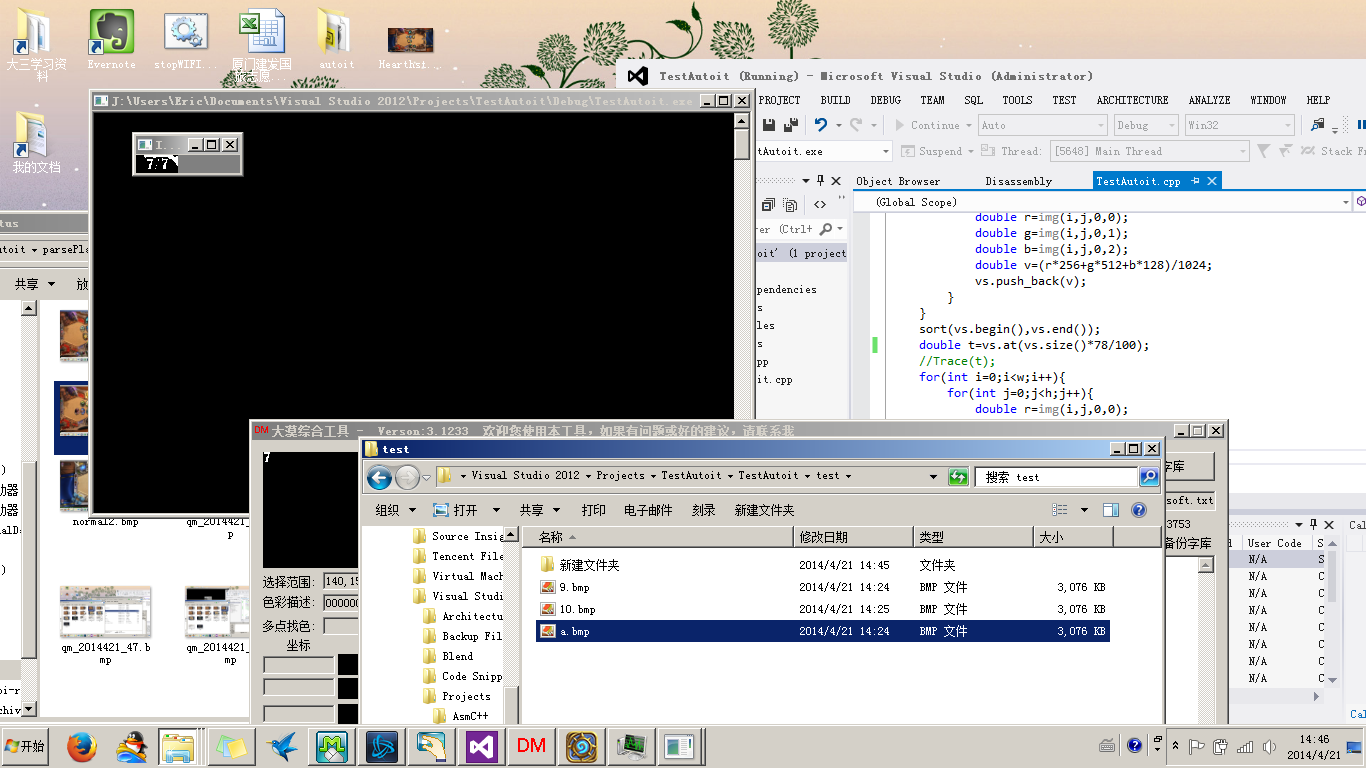 大三学习资
料
Evernote
stopWIFI...
厦门建发国
autoit
Hearthst...
我的文档
TestAutoit (Running) - Microsoft Visual Studio (Administrator)
PROJECT BUILD DEBUG TEAM SQL TOOLS TEST ARCHITECTURE ANALYZE WINDOW HELP
Continue Auto Debug Win32
tAutoit.exe Suspend Thread: [5648] Main Thread Stack Fr
J:\Users\Eric\Documents\Visual Studio 2012\Projects\TestAutoit\Debug\TestAutoit.exe
I...
7/7
Object Browser Disassembly TestAutoit.cpp
(Global Scope)
rer (Ctrl+
oit' (1 project
pendencies
s
les
s
pp
it.cpp
double r=img(i,j,0,0);
double g=img(i,j,0,1);
double b=img(i,j,0,2);
double v=(r*256+g*512+b*128)/1024;
vs.push_back(v);
}
}
sort(vs.begin(),vs.end());
double t=vs.at(vs.size()*78/100);
//Trace(t);
for(int i=0;i<w;i++){
for(int j=0;j<h;j++){
double r=img(i,j,0,0);
tus
utoit parsePla
共享 放
)
动器
动器
alD:
)
oi-r
chiv
normal2.bmp
qm_2014421_
p
qm_2014421_47.b
mp
qm_2014421_
mp
DM 大漠综合工具 - Verson:3.1233 欢迎您使用本工具,如果有问题或好的建议,请联系我
7
选择范围: 140,15
色彩描述: 000000
多点找色:
坐标
字库
soft.txt
3753
备份字库
test
Visual Studio 2012 Projects TestAutoit TestAutoit test
搜索 test
组织 打开 共享 打印 电子邮件 刻录 新建文件夹
Source Insig
Tencent File
Virtual Mach
Visual Studi
Architectu
Backup Fil
Blend
Code Snipp
Projects
AsmC++
名称 修改日期 类型 大小
新建文件夹 2014/4/21 14:45 文件夹
9.bmp 2014/4/21 14:24 BMP 文件 3,076 KB
10.bmp 2014/4/21 14:25 BMP 文件 3,076 KB
a.bmp 2014/4/21 14:24 BMP 文件 3,076 KB
Cal
d User Code S
N/A S
N/A C
N/A C
N/A C
N/A C
N/A C
N/A C
N/A C
Cal
开始
DM
14:46
2014/4/21